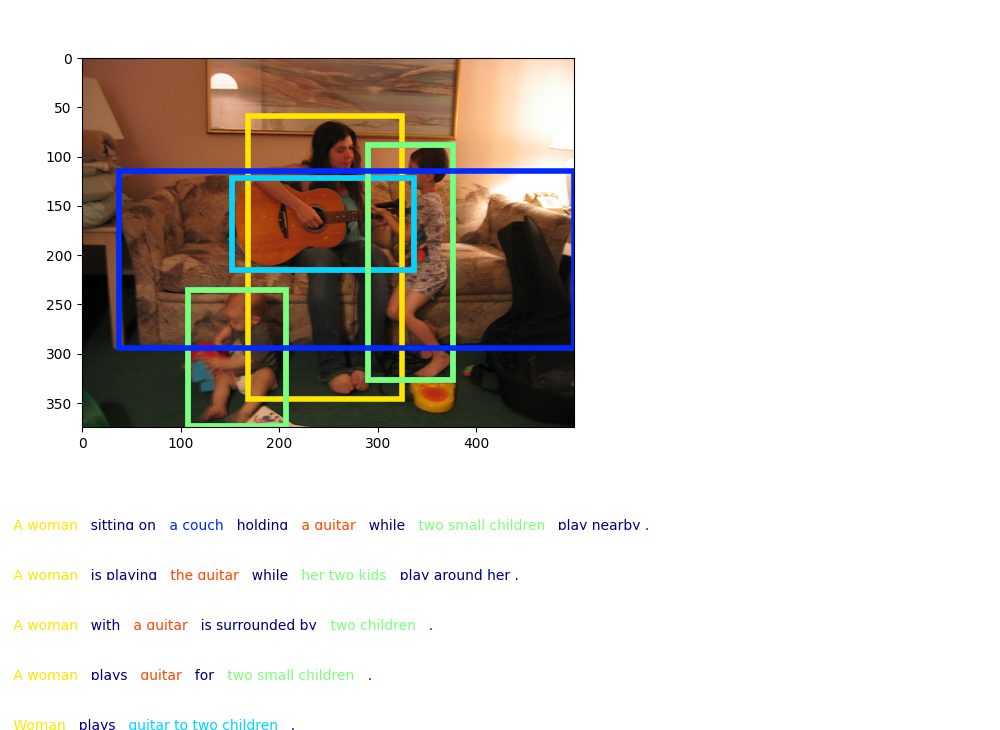 0
50
100
150
200
250
300
350
0 100 200 300 400
A woman sitting on a couch holding a guitar while two small children play nearby .
A woman is playing the guitar while her two kids play around her .
A woman with a guitar is surrounded by two children .
A woman plays guitar for two small children .
Woman plays guitar to two children .